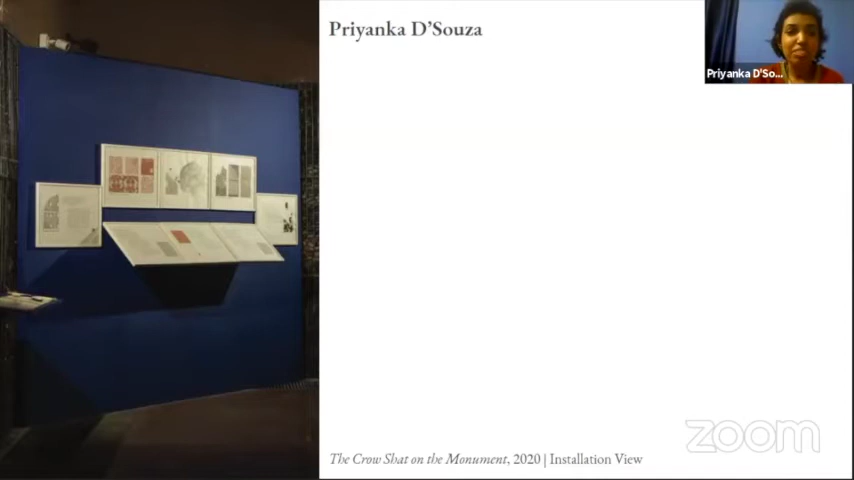 Priyanka D'Souza
Priyanka D'So...
The Crow Shat on the Monument, 2020 | Installation View
zoom